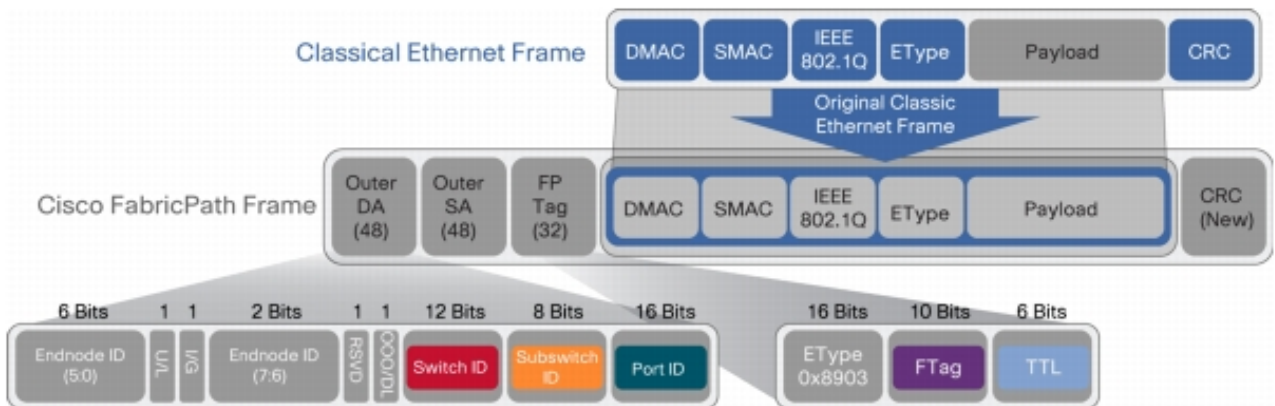 Classical Ethernet Frame
DMAC SMAC IEEE 802.1Q EType Payload CRC
Original Classic
Ethernet Frame
Cisco FabricPath Frame
Outer DA (48) Outer SA (48) FP Tag (32) DMAC SMAC IEEE 802.1Q EType Payload CRC (New)
6 Bits 1 1 2 Bits 1 1 12 Bits 8 Bits 16 Bits
Endnode ID (5:0) U/L I/G Endnode ID (7:6) RSVD OOO/DL Switch ID Subswitch ID Port ID
16 Bits 10 Bits 6 Bits
EType 0x8903 FTag TTL